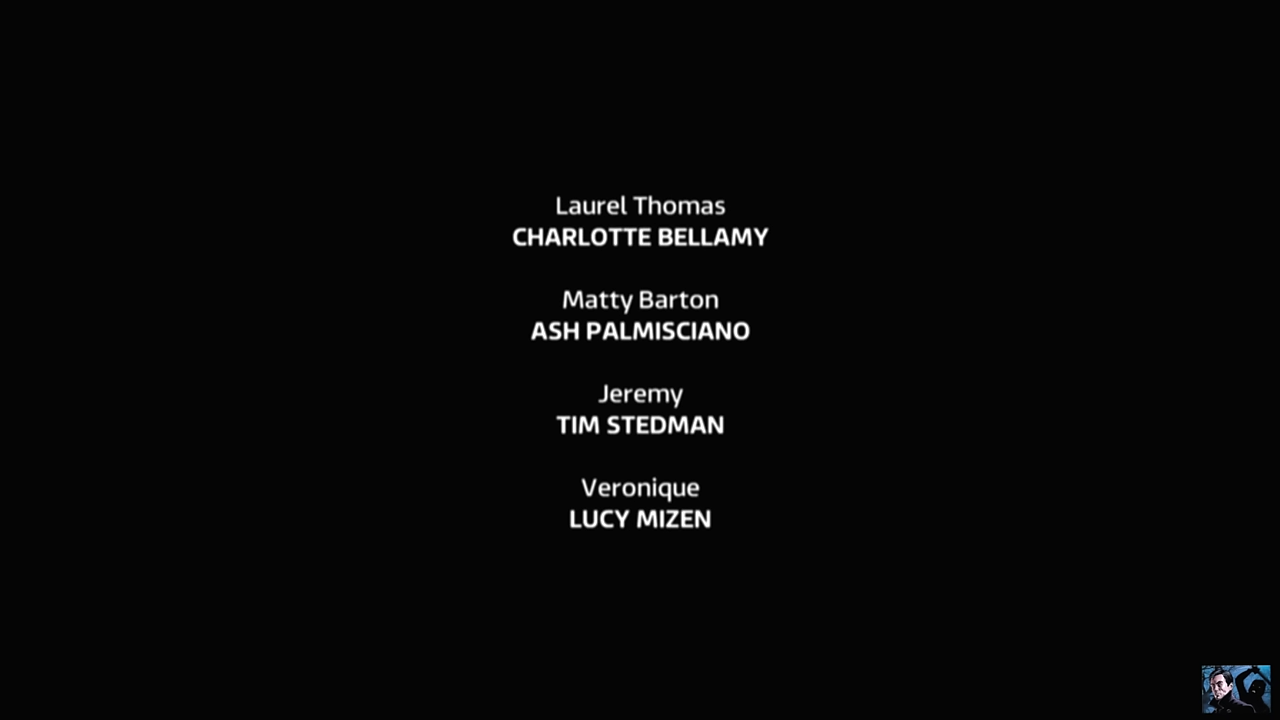 Laurel Thomas
CHARLOTTE BELLAMY
Matty Barton
ASH PALMISCIANO
Jeremy
TIM STEDMAN
Veronique
LUCY MIZEN